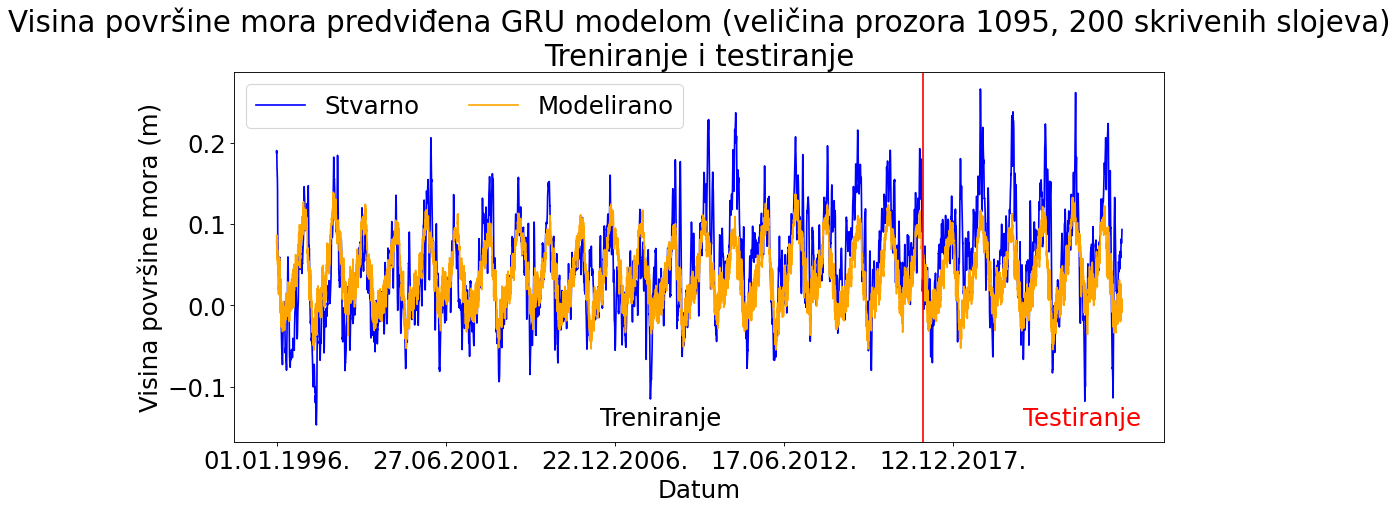 Visina površine mora predviđena GRU modelom (veličina prozora 1095, 200 skrivenih slojeva)
Treniranje i testiranje
Stvarno
Modelirano
Visina površine mora (m)
0.2
0.1
0.0
−0.1
Treniranje
Testiranje
01.01.1996.
27.06.2001.
22.12.2006.
17.06.2012.
12.12.2017.
Datum